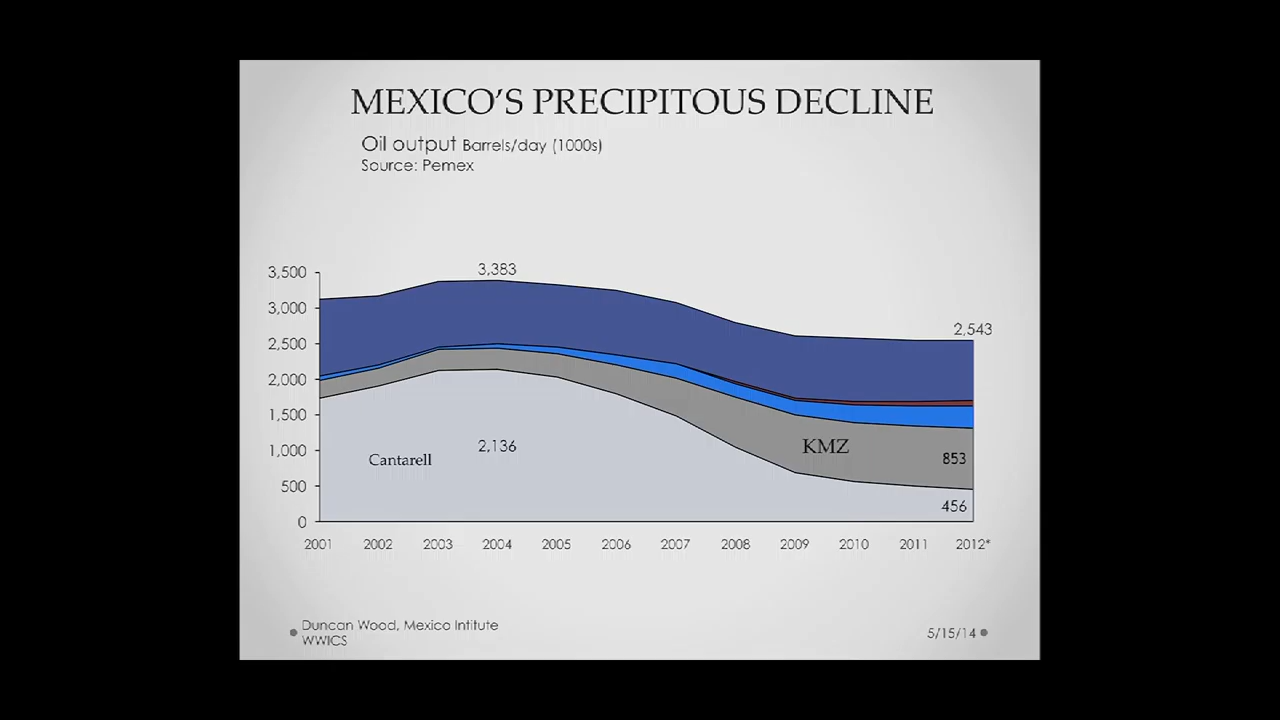 MEXICO'S PRECIPITOUS DECLINE
Oil output Barrels/day (1000s)
Source: Pemex
3,500
3,000
2,500
2,000
1,500
1,000
500
0
3,383
2,543
2,136
Cantarell
KMZ
853
456
2001 2002 2003 2004 2005 2006 2007 2008 2009 2010 2011 2012*
Duncan Wood, Mexico Intitute
WWICS
5/15/14